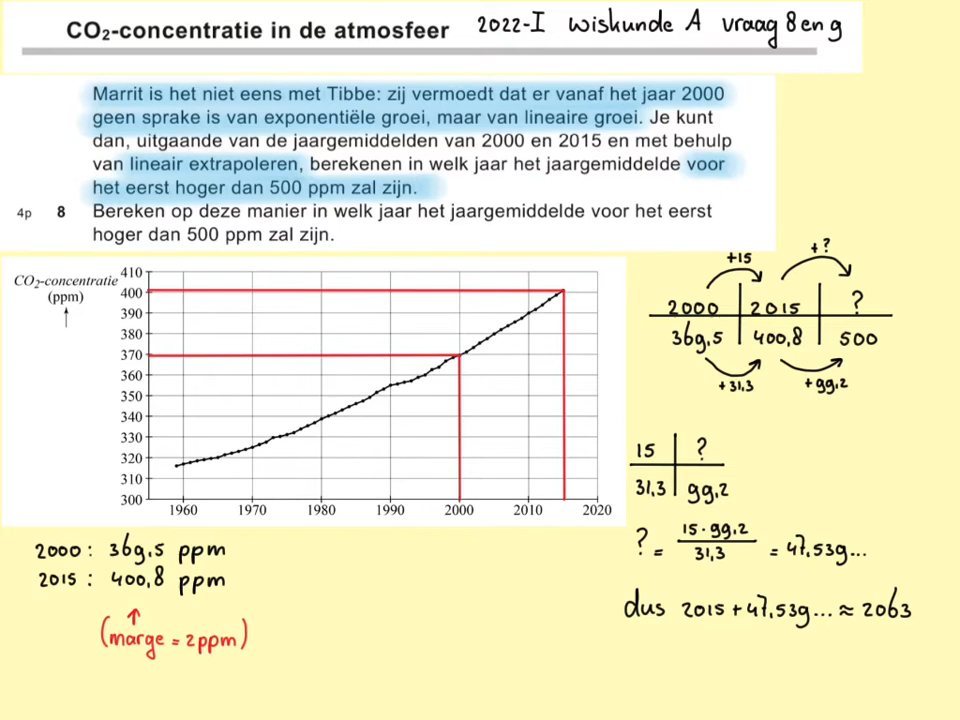 CO₂-concentratie in de atmosfeer 2022-I wiskunde A vraag 8 en 9
Marrit is het niet eens met Tibbe: zij vermoedt dat er vanaf het jaar 2000
geen sprake is van exponentiële groei, maar van lineaire groei. Je kunt
dan, uitgaande van de jaargemiddelden van 2000 en 2015 en met behulp
van lineair extrapoleren, berekenen in welk jaar het jaargemiddelde voor
het eerst hoger dan 500 ppm zal zijn.
4p 8 Bereken op deze manier in welk jaar het jaargemiddelde voor het eerst
hoger dan 500 ppm zal zijn.
CO₂-concentratie
(ppm)
410
400
390
380
370
360
350
340
330
320
310
300
1960 1970 1980 1990 2000 2010 2020
+15 +?
2000 2015 ?
369,5 400,8 500
+31,3 +99,2
15 ?
31,3 99,2
? = 15 · 99,2 / 31,3 = 47,539...
dus 2015 + 47,539... ≈ 2063
2000 : 369,5 ppm
2015 : 400,8 ppm
(marge = 2ppm)